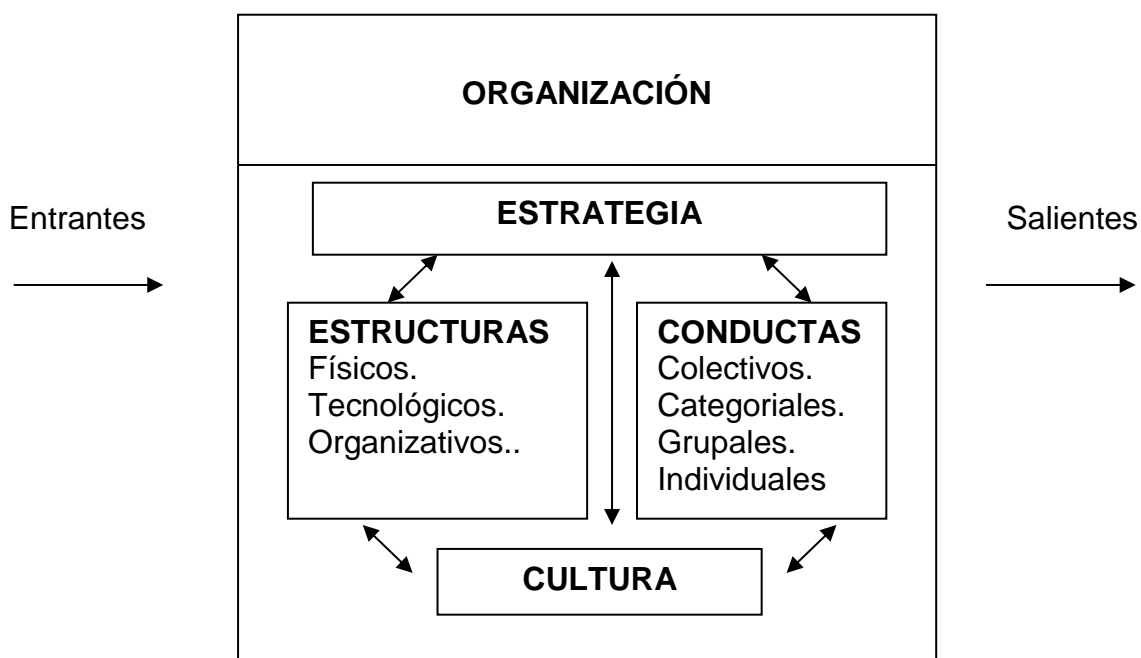 ORGANIZACIÓN
ESTRATEGIA
Entrantes
Salientes
ESTRUCTURAS
Físicos.
Tecnológicos.
Organizativos..
CONDUCTAS
Colectivos.
Categoriales.
Grupales.
Individuales
CULTURA